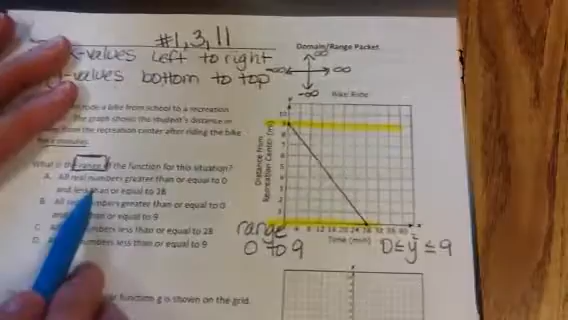 #1, 3, 11
x-values left to right
y-values bottom to top
Domain/Range Packet
∞
-∞ ∞
-∞
ride a bike from school to a recreation
The graph shows the student's distance in
from the recreation center after riding the bike
What is the range of the function for this situation?
A. All real numbers greater than or equal to 0
and less than or equal to 28
B. All real numbers greater than or equal to 0
and than or equal to 9
C. numbers less than or equal to 28
D. numbers less than or equal to 9
Bike Ride
Distance from
Recreation Center (mi)
Time (min)
range
0 to 9
0 ≤ y ≤ 9
function g is shown on the grid.